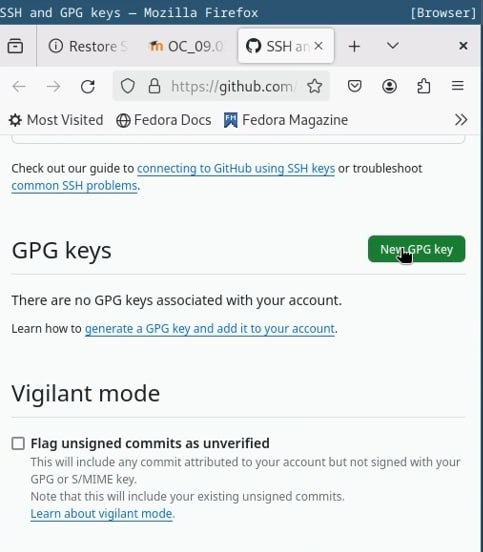 SSH and GPG keys — Mozilla Firefox [Browser]
Restore S OC_09.0 SSH an
https://github.com/
Most Visited Fedora Docs Fedora Magazine
Check out our guide to connecting to GitHub using SSH keys or troubleshoot
common SSH problems.
GPG keys New GPG key
There are no GPG keys associated with your account.
Learn how to generate a GPG key and add it to your account.
Vigilant mode
Flag unsigned commits as unverified
This will include any commit attributed to your account but not signed with your
GPG or S/MIME key.
Note that this will include your existing unsigned commits.
Learn about vigilant mode.